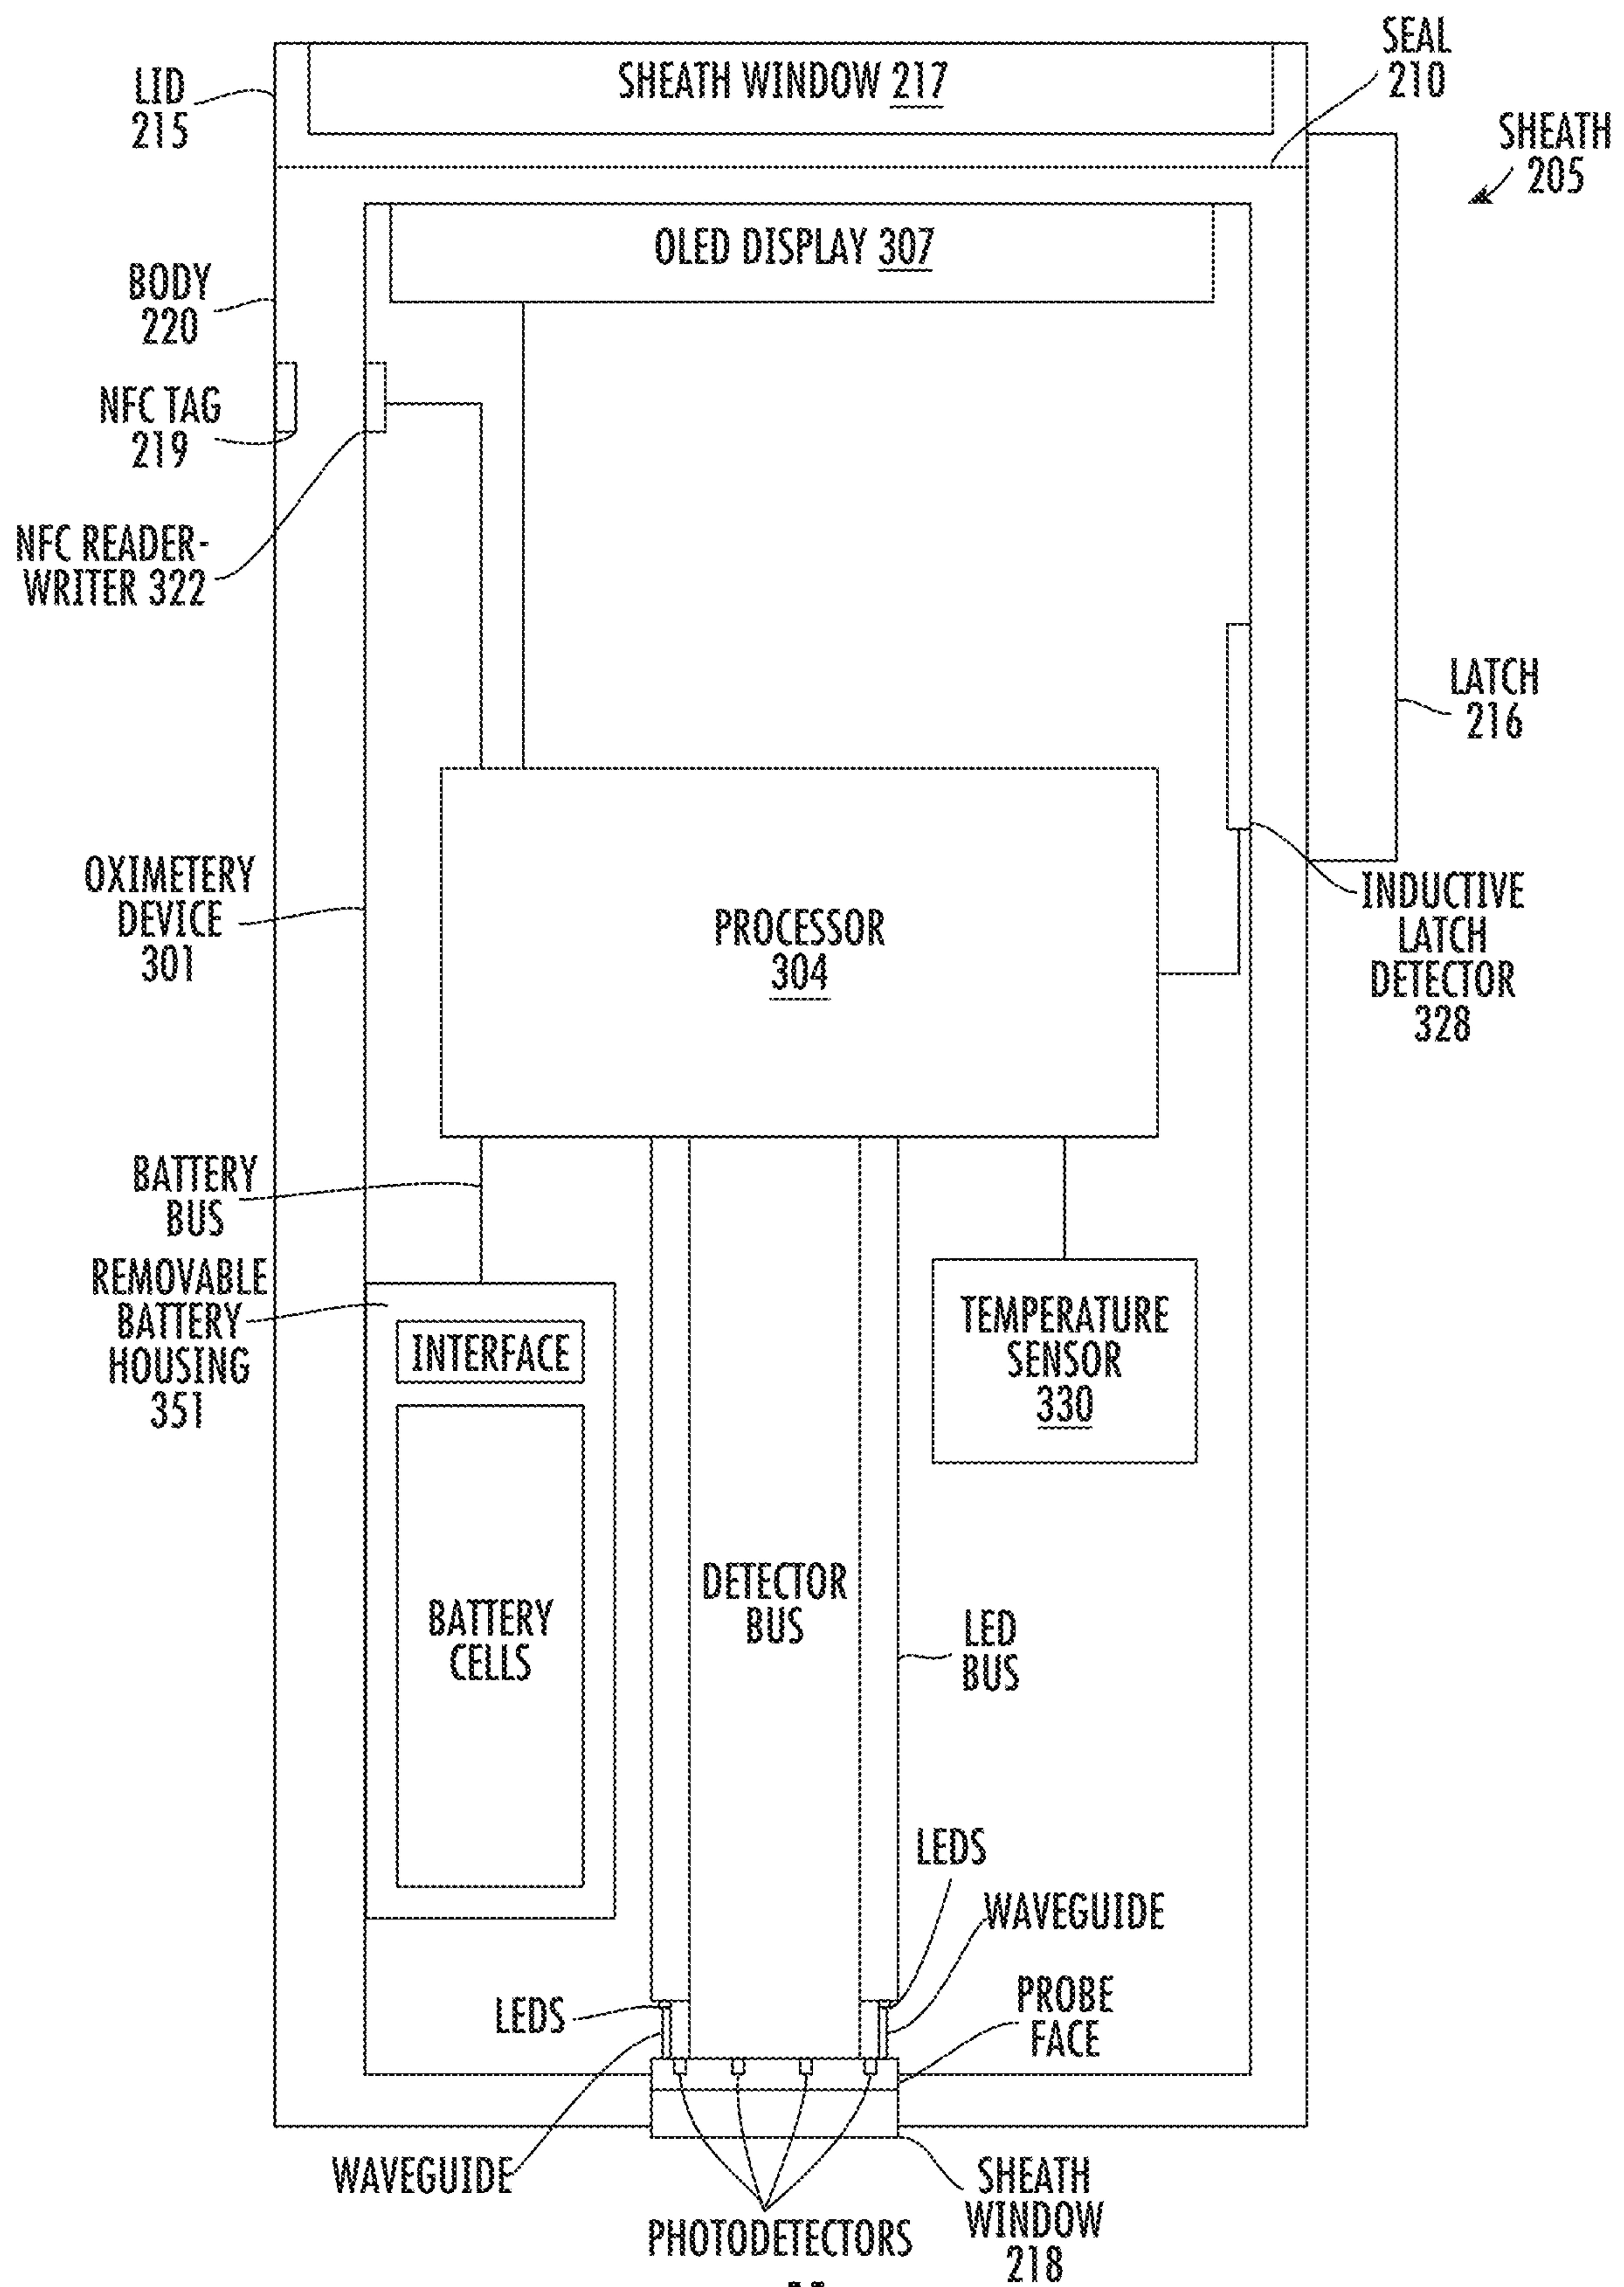 SHEATH WINDOW 217
SEAL
210
LID
215
SHEATH
205
OLED DISPLAY 307
BODY
220
NFC TAG
219
NFC READER-
WRITER 322
LATCH
216
OXIMETERY
DEVICE
301
PROCESSOR
304
INDUCTIVE
LATCH
DETECTOR
328
BATTERY
BUS
REMOVABLE
BATTERY
HOUSING
351
INTERFACE
TEMPERATURE
SENSOR
330
BATTERY
CELLS
DETECTOR
BUS
LED
BUS
LEDS
WAVEGUIDE
LEDS
PROBE
FACE
WAVEGUIDE
PHOTODETECTORS
SHEATH
WINDOW
218